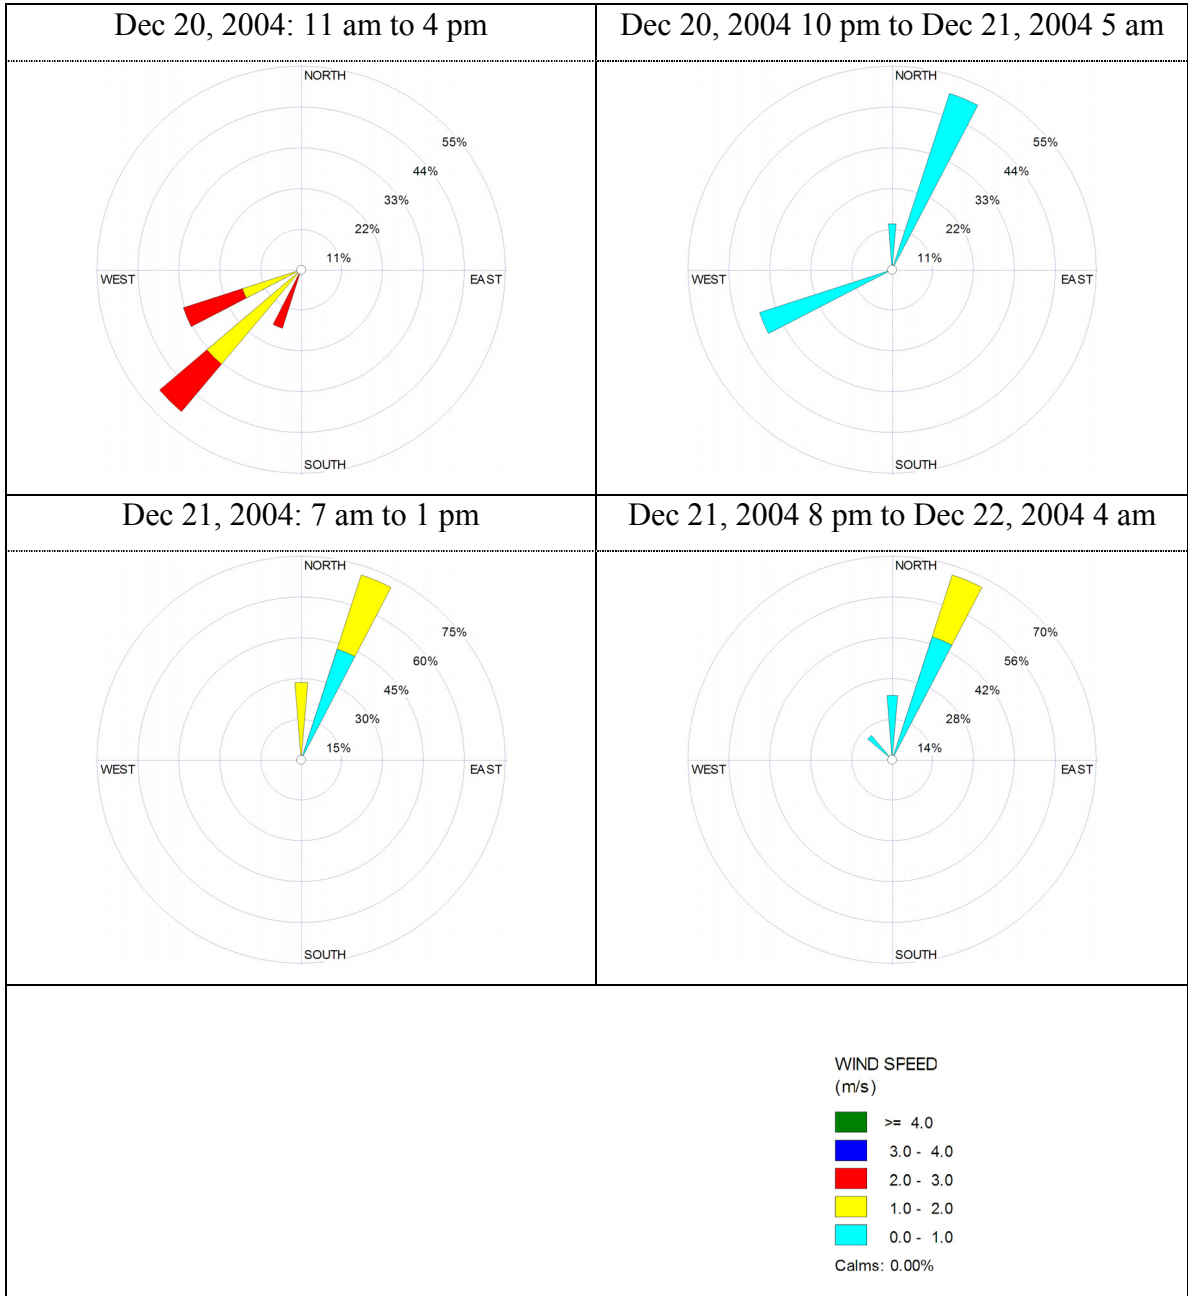 Dec 20, 2004: 11 am to 4 pm
NORTH
55%
44%
33%
22%
11%
WEST
EAST
SOUTH
Dec 20, 2004 10 pm to Dec 21, 2004 5 am
NORTH
55%
44%
33%
22%
11%
WEST
EAST
SOUTH
Dec 21, 2004: 7 am to 1 pm
NORTH
75%
60%
45%
30%
15%
WEST
EAST
SOUTH
Dec 21, 2004 8 pm to Dec 22, 2004 4 am
NORTH
70%
56%
42%
28%
14%
WEST
EAST
SOUTH
WIND SPEED
(m/s)
>= 4.0
3.0 - 4.0
2.0 - 3.0
1.0 - 2.0
0.0 - 1.0
Calms: 0.00%